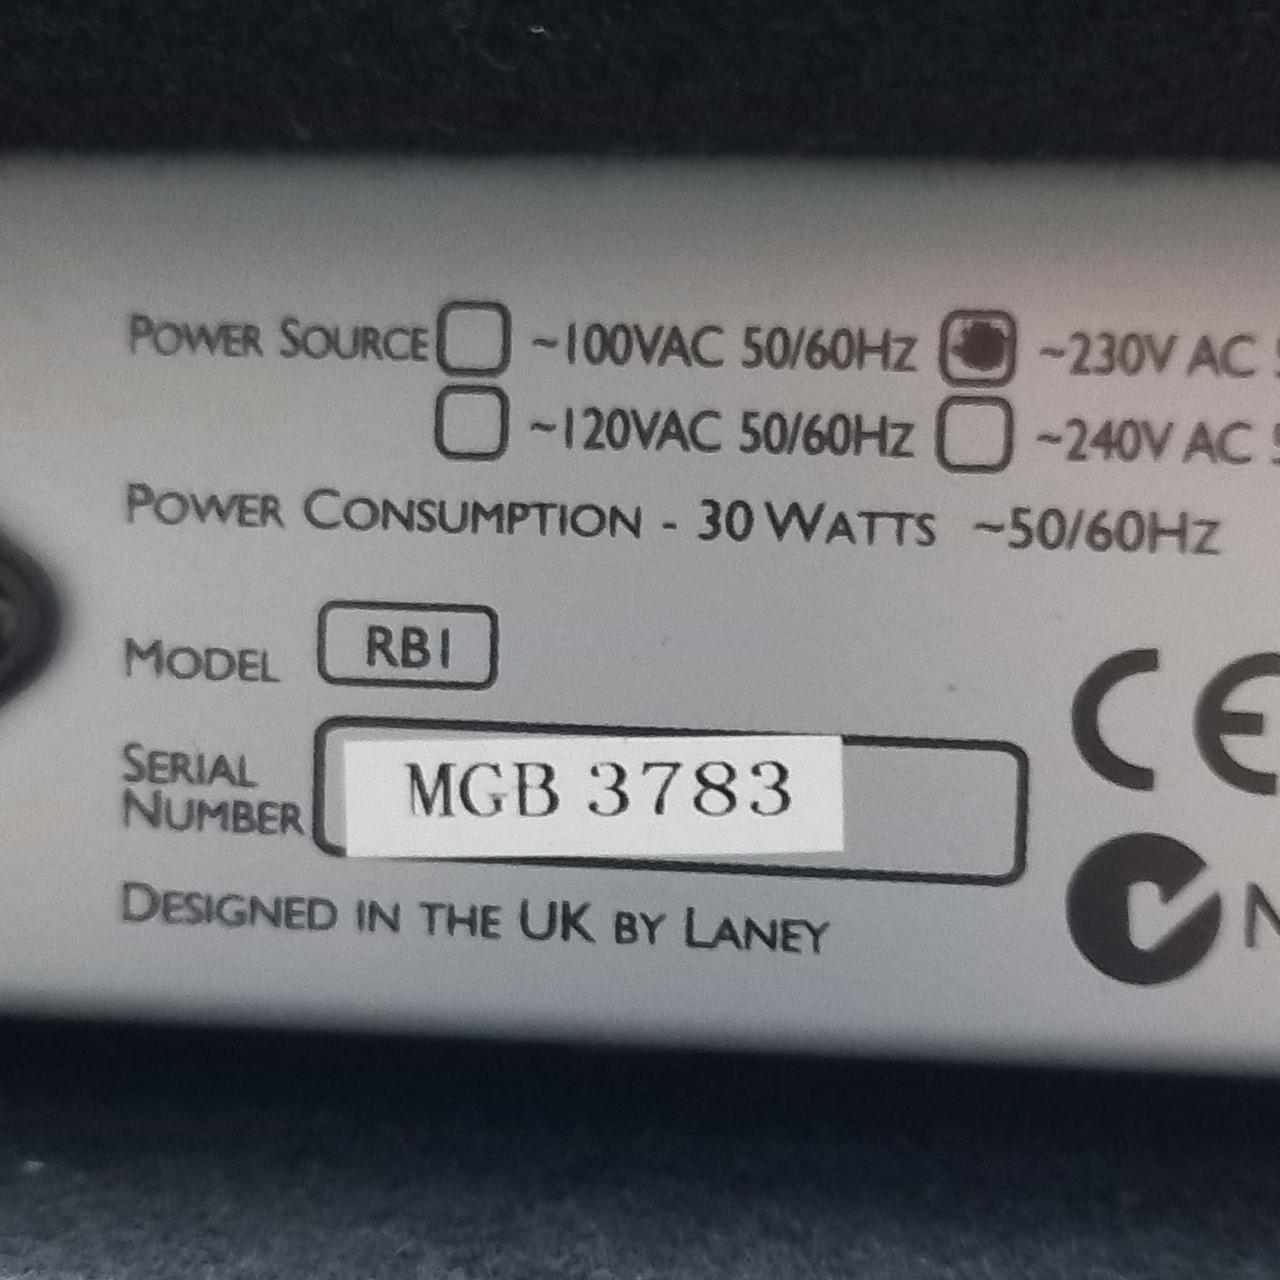 POWER SOURCE ~100VAC 50/60HZ ~230V AC
~120VAC 50/60HZ ~240V AC
POWER CONSUMPTION - 30 WATTS ~50/60HZ
MODEL RB1
SERIAL
NUMBER MGB 3783
DESIGNED IN THE UK BY LANEY
CE
N